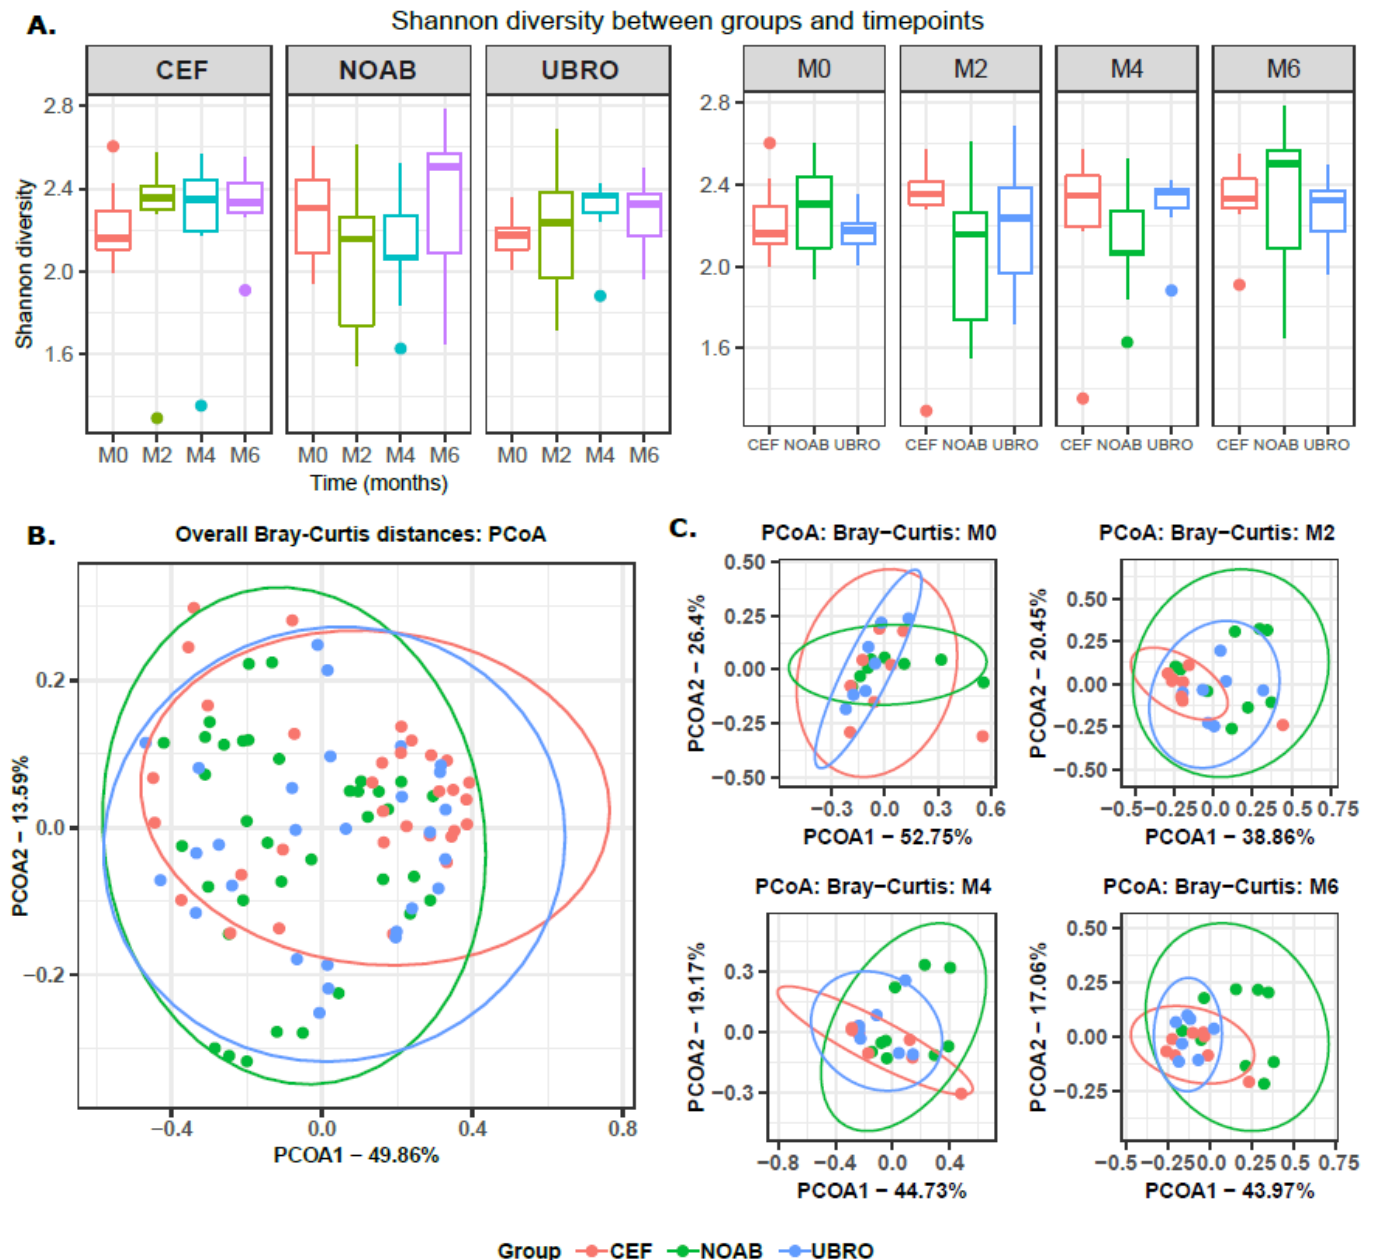 A.
Shannon diversity between groups and timepoints
CEF NOAB UBRO M0 M2 M4 M6
Shannon diversity
2.8
2.4
2.0
1.6
2.8
2.4
2.0
1.6
M0 M2 M4 M6 M0 M2 M4 M6 M0 M2 M4 M6
Time (months)
CEF NOAB UBRO CEF NOAB UBRO CEF NOAB UBRO CEF NOAB UBRO
B.
Overall Bray-Curtis distances: PCoA
PCOA2 − 13.59%
0.2
0.0
−0.2
−0.4 0.0 0.4 0.8
PCOA1 − 49.86%
C.
PCoA: Bray−Curtis: M0
PCOA2 − 26.4%
0.50
0.25
0.00
−0.25
−0.50
−0.3 0.0 0.3 0.6
PCOA1 − 52.75%
PCoA: Bray−Curtis: M2
PCOA2 − 20.45%
0.50
0.25
0.00
−0.25
−0.50
−0.5 −0.25 0.0 0.25 0.5 0.75
PCOA1 − 38.86%
PCoA: Bray−Curtis: M4
PCOA2 − 19.17%
0.3
0.0
−0.3
−0.8 −0.4 0.0 0.4
PCOA1 − 44.73%
PCoA: Bray−Curtis: M6
PCOA2 − 17.06%
0.50
0.25
0.00
−0.25
−0.5 −0.25 0.0 0.25 0.5 0.75
PCOA1 − 43.97%
Group CEF NOAB UBRO